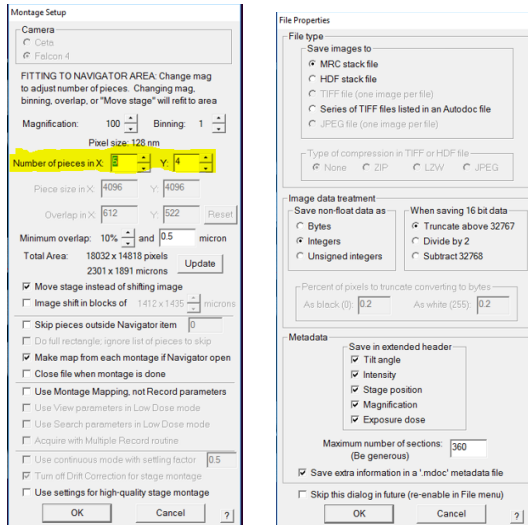 Montage Setup
Camera
Ceta
Falcon 4
FITTING TO NAVIGATOR AREA: Change mag
to adjust number of pieces. Changing mag,
binning, overlap, or "Move stage" will refit to area
Magnification: 100 Binning: 1
Pixel size: 128 nm
Number of pieces in X: 5 Y: 4
Piece size in X: 4096 Y: 4096
Overlap in X: 612 Y: 522 Reset
Minimum overlap: 10% and 0.5 micron
Total Area: 18032 x 14818 pixels
2301 x 1891 microns Update
Move stage instead of shifting image
Image shift in blocks of 1412 x 1435 microns
Skip pieces outside Navigator item 0
Do full rectangle; ignore list of pieces to skip
Make map from each montage if Navigator open
Close file when montage is done
Use Montage Mapping, not Record parameters
Use View parameters in Low Dose mode
Use Search parameters in Low Dose mode
Acquire with Multiple Record routine
Use continuous mode with settling factor 0.5
Turn off Drift Correction for stage montage
Use settings for high-quality stage montage
OK Cancel ?
File Properties
File type
Save images to
MRC stack file
HDF stack file
TIFF file (one image per file)
Series of TIFF files listed in an Autodoc file
JPEG file (one image per file)
Type of compression in TIFF or HDF file
None ZIP LZW JPEG
Image data treatment
Save non-float data as
Bytes
Integers
Unsigned integers
When saving 16 bit data
Truncate above 32767
Divide by 2
Subtract 32768
Percent of pixels to truncate converting to bytes
As black (0): 0.2 As white (255): 0.2
Metadata
Save in extended header
Tilt angle
Intensity
Stage position
Magnification
Exposure dose
Maximum number of sections: 360
(Be generous)
Save extra information in a '.mdoc' metadata file
Skip this dialog in future (re-enable in File menu)
OK Cancel ?